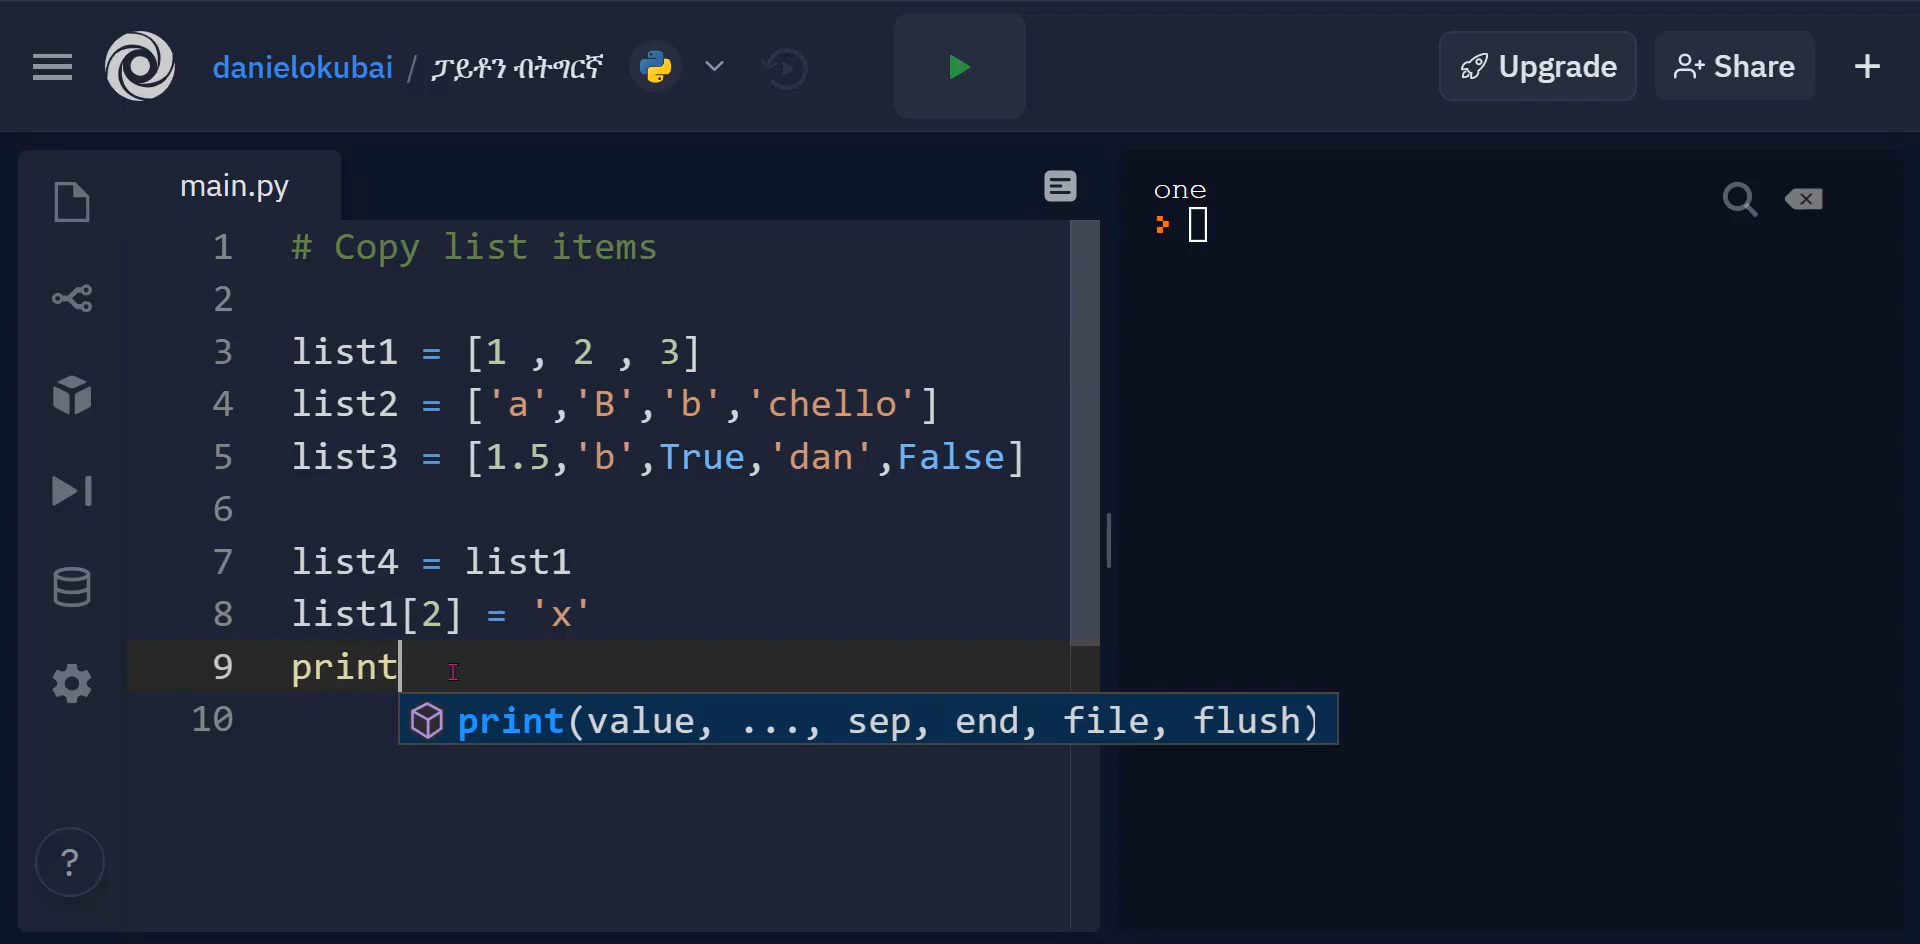 danielokubai / ፓይቶን ብትግርኛ
Upgrade
Share
+
main.py
1 # Copy list items
2
3 list1 = [1 , 2 , 3]
4 list2 = ['a','B','b','chello']
5 list3 = [1.5,'b',True,'dan',False]
6
7 list4 = list1
8 list1[2] = 'x'
9 print
10
print(value, ..., sep, end, file, flush)
?
one